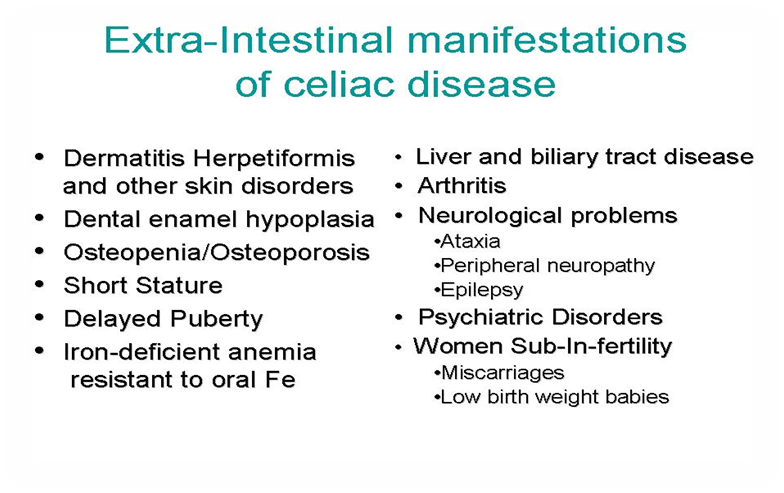 Extra-Intestinal manifestations
of celiac disease
• Dermatitis Herpetiformis
and other skin disorders
• Dental enamel hypoplasia
• Osteopenia/Osteoporosis
• Short Stature
• Delayed Puberty
• Iron-deficient anemia
resistant to oral Fe
• Liver and biliary tract disease
• Arthritis
• Neurological problems
•Ataxia
•Peripheral neuropathy
•Epilepsy
• Psychiatric Disorders
• Women Sub-In-fertility
•Miscarriages
•Low birth weight babies